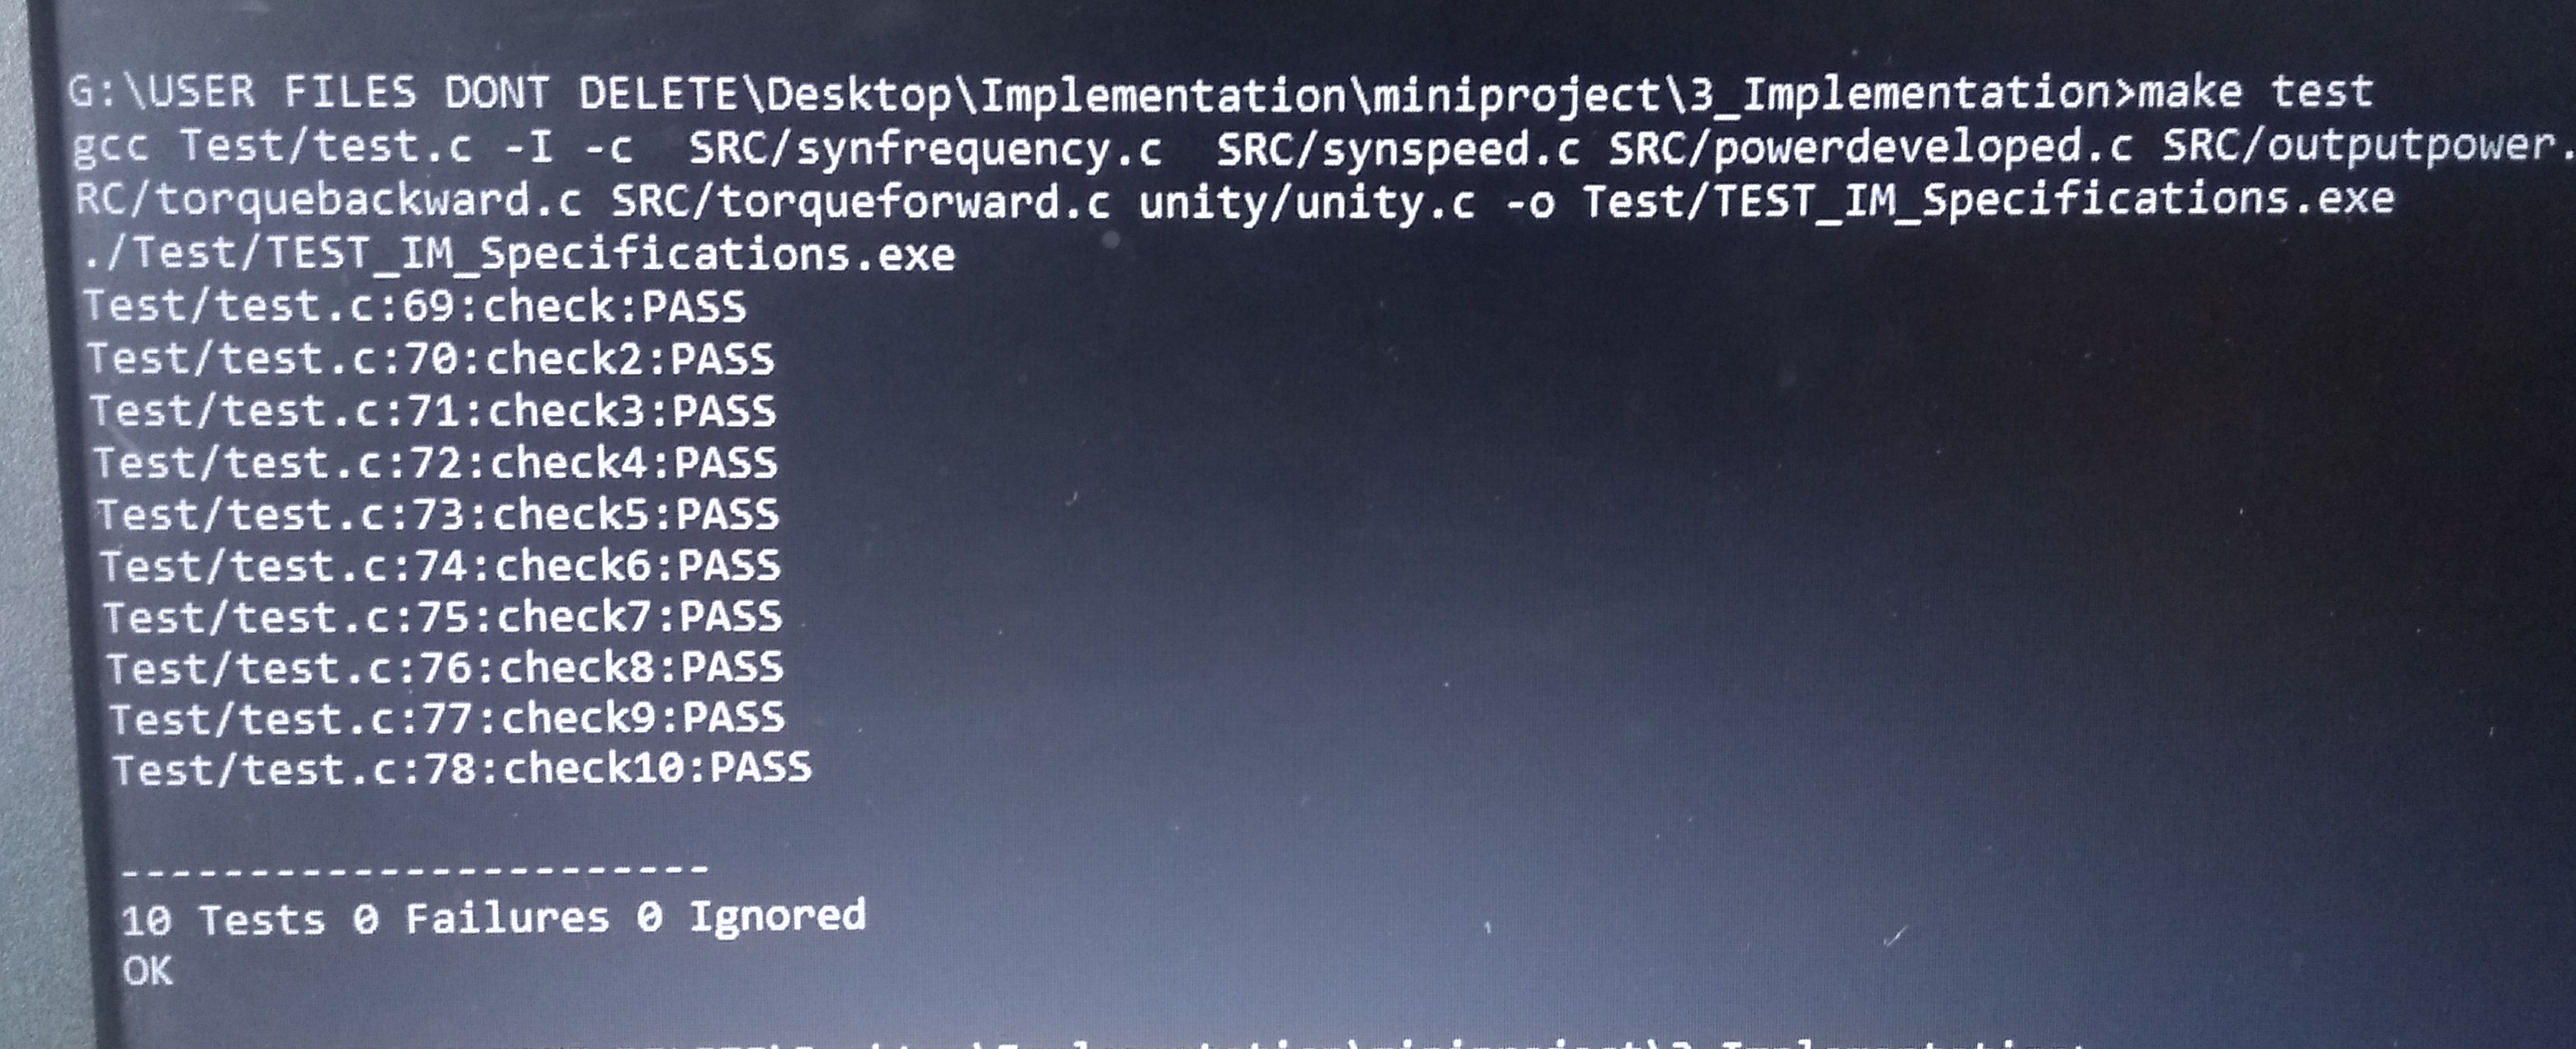 G:\USER FILES DONT DELETE\Desktop\Implementation\miniproject\3_Implementation>make test
gcc Test/test.c -I -c  SRC/synfrequency.c  SRC/synspeed.c SRC/powerdeveloped.c SRC/outputpower.
RC/torquebackward.c SRC/torqueforward.c unity/unity.c -o Test/TEST_IM_Specifications.exe
./Test/TEST_IM_Specifications.exe
Test/test.c:69:check:PASS
Test/test.c:70:check2:PASS
Test/test.c:71:check3:PASS
Test/test.c:72:check4:PASS
Test/test.c:73:check5:PASS
Test/test.c:74:check6:PASS
Test/test.c:75:check7:PASS
Test/test.c:76:check8:PASS
Test/test.c:77:check9:PASS
Test/test.c:78:check10:PASS
-----------------------
10 Tests 0 Failures 0 Ignored
OK